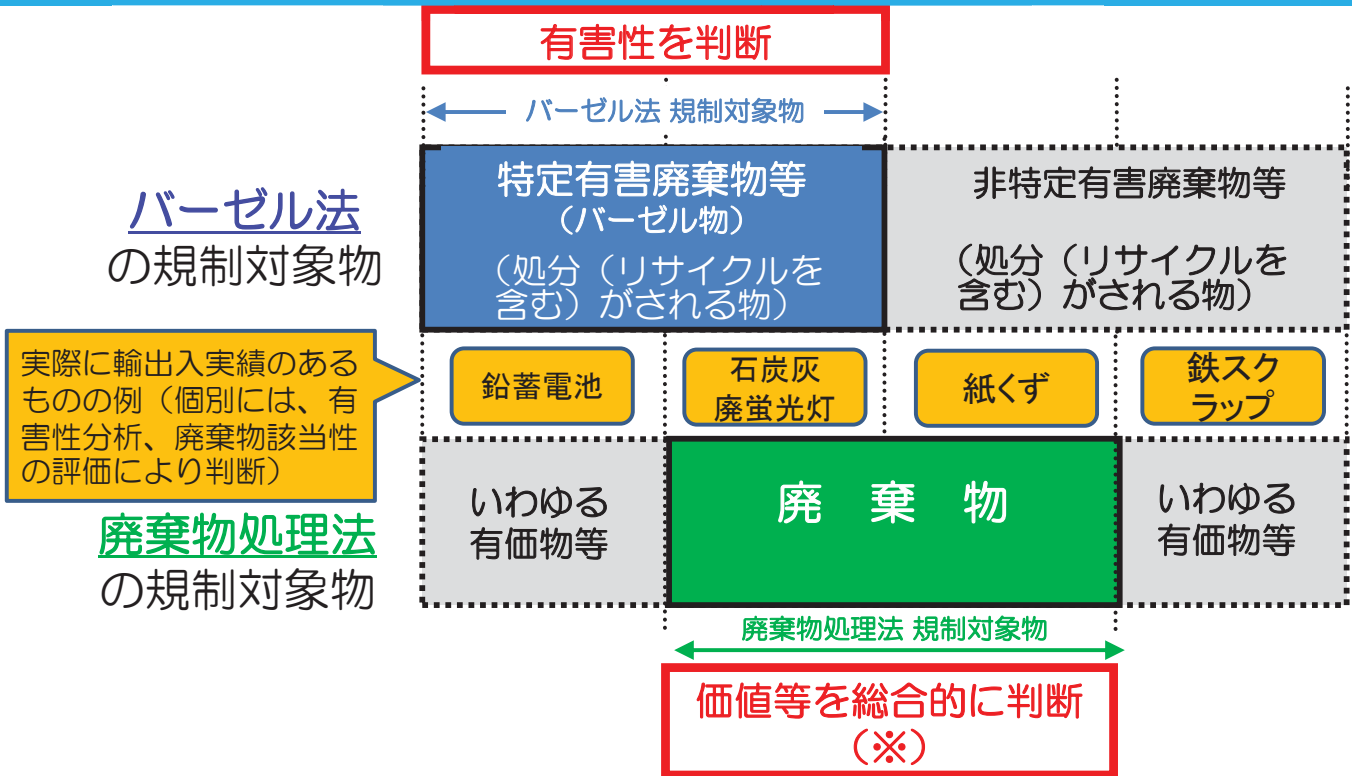 有害性を判断
バーゼル法 規制対象物
バーゼル法
の規制対象物
特定有害廃棄物等
（バーゼル物）
（処分（リサイクルを
含む）がされる物）
非特定有害廃棄物等
（処分（リサイクルを
含む）がされる物）
実際に輸出入実績のある
ものの例（個別には、有
害性分析、廃棄物該当性
の評価により判断）
鉛蓄電池
石炭灰
廃蛍光灯
紙くず
鉄スク
ラップ
廃棄物処理法
の規制対象物
いわゆる
有価物等
廃 棄 物
いわゆる
有価物等
廃棄物処理法 規制対象物
価値等を総合的に判断
（※）